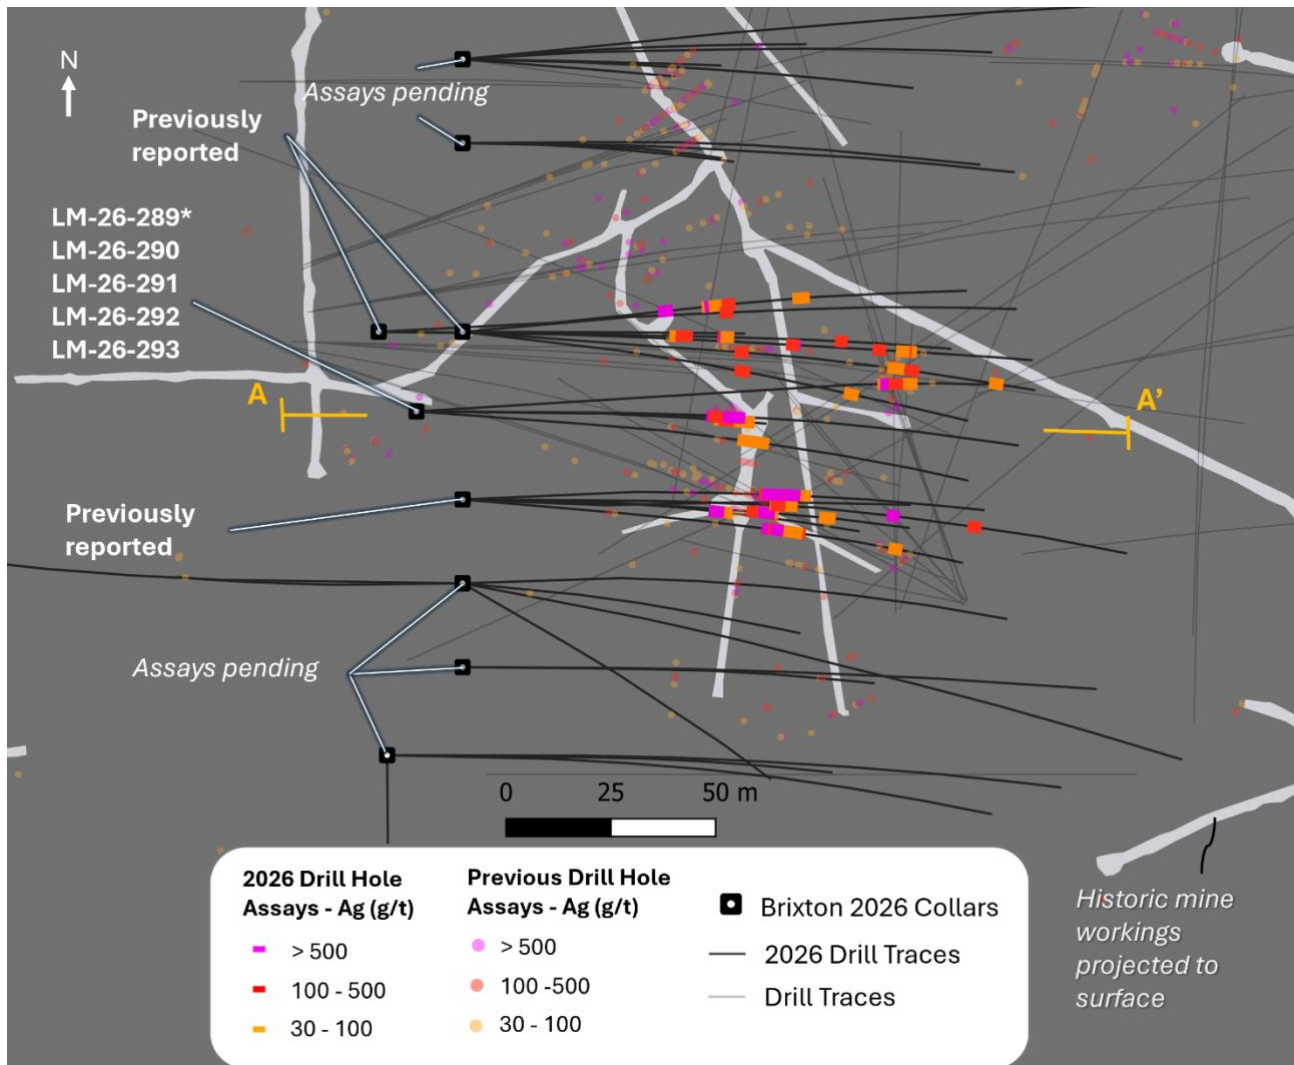 N
Assays pending
Previously
reported
LM-26-289*
LM-26-290
LM-26-291
LM-26-292
LM-26-293
A
A'
Previously
reported
Assays pending
0 25 50 m
2026 Drill Hole
Assays - Ag (g/t)
> 500
100 - 500
30 - 100
Previous Drill Hole
Assays - Ag (g/t)
> 500
100 -500
30 - 100
Brixton 2026 Collars
2026 Drill Traces
Drill Traces
Historic mine
workings
projected to
surface